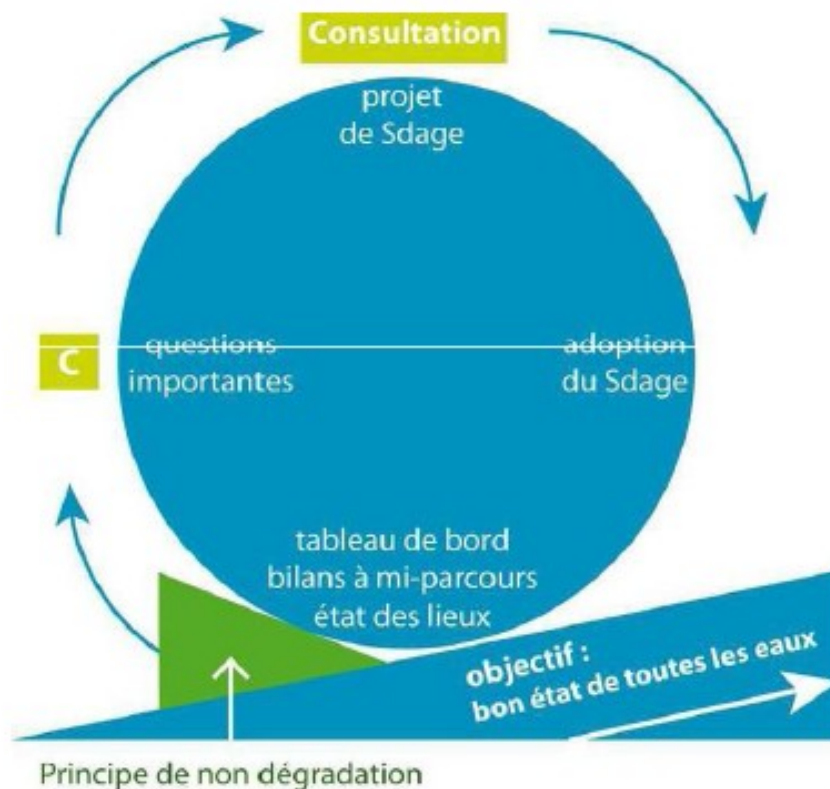 Consultation
projet
de Sdage
C
questions
importantes
adoption
du Sdage
tableau de bord
bilans à mi-parcours
état des lieux
objectif :
bon état de toutes les eaux
Principe de non dégradation